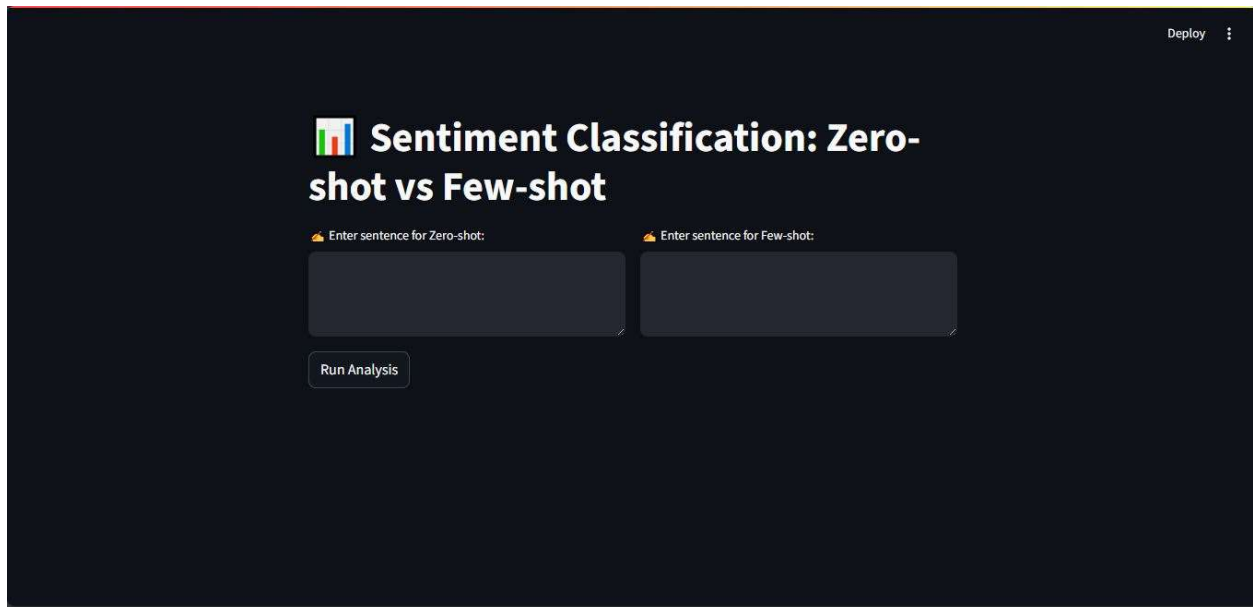 Deploy
Sentiment Classification: Zero-
shot vs Few-shot
Enter sentence for Zero-shot:
Enter sentence for Few-shot:
Run Analysis